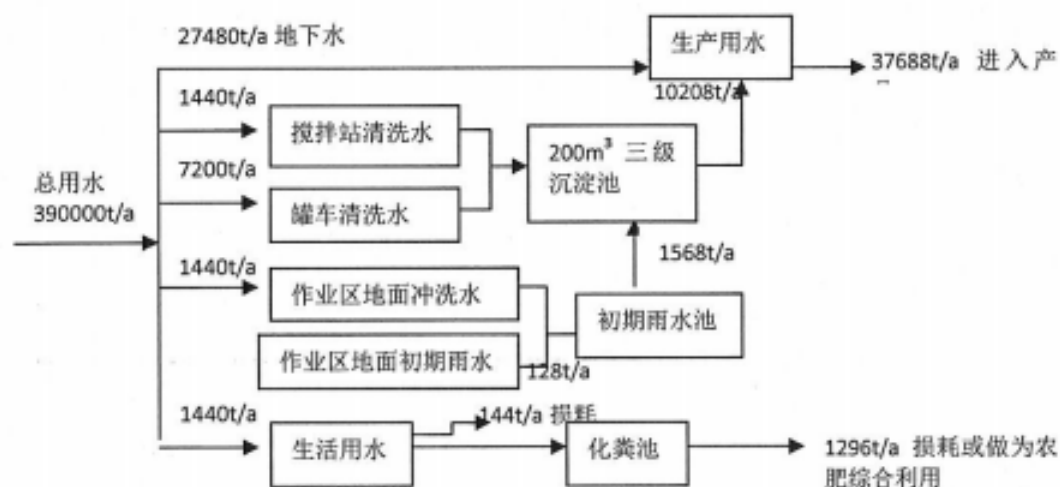 27480t/a 地下水
生产用水
37688t/a 进入产
10208t/a
1440t/a
搅拌站清洗水
200m³ 三级
沉淀池
7200t/a
罐车清洗水
总用水
390000t/a
1568t/a
1440t/a
作业区地面冲洗水
初期雨水池
作业区地面初期雨水
128t/a
1440t/a
144t/a 损耗
生活用水
化粪池
1296t/a 损耗或做为农
肥综合利用